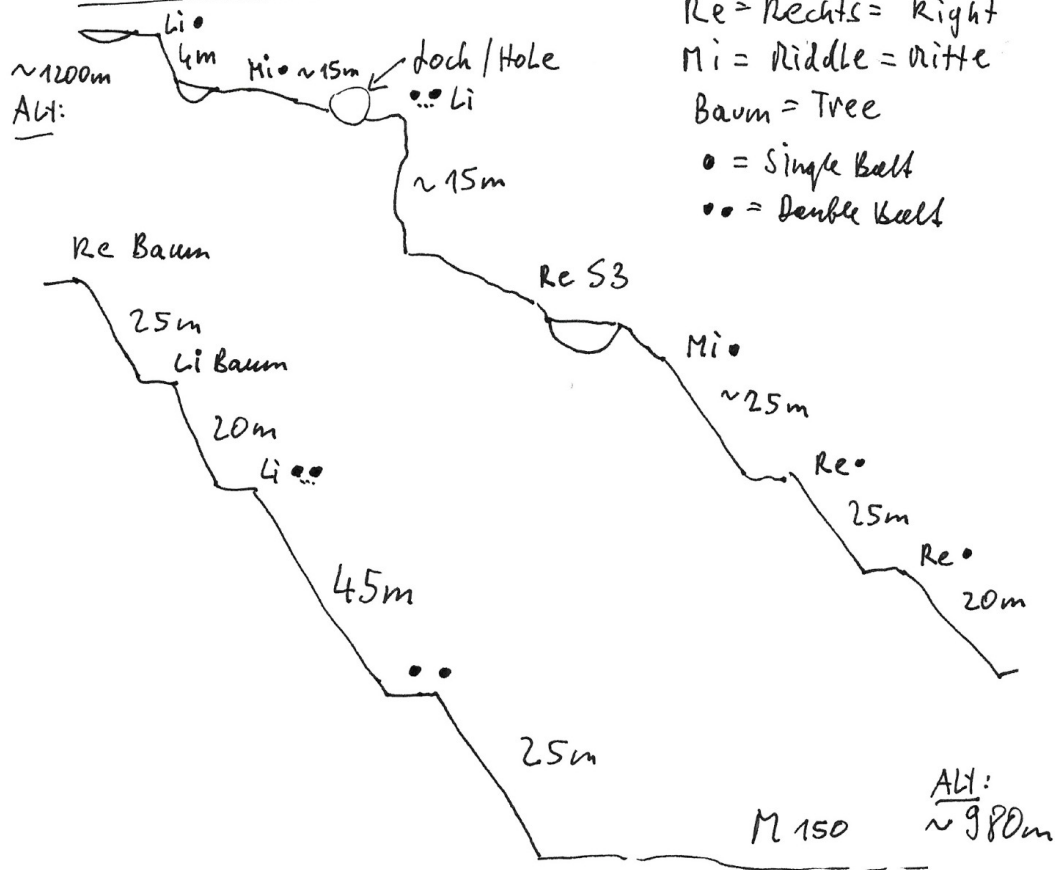 Re = Rechts = Right
Mi = Middle = Mitte
Baum = Tree
• = Single Bolt
•• = Double Bolt
Li •
4m
~1200m
ALT:
Mi • ~15m
Loch / Hole
•• Li
~15m
Re S3
Mi •
~25m
Re •
25m
Re •
20m
Re Baum
25m
Li Baum
20m
Li ••
45m
••
25m
M 150
ALT:
~980m